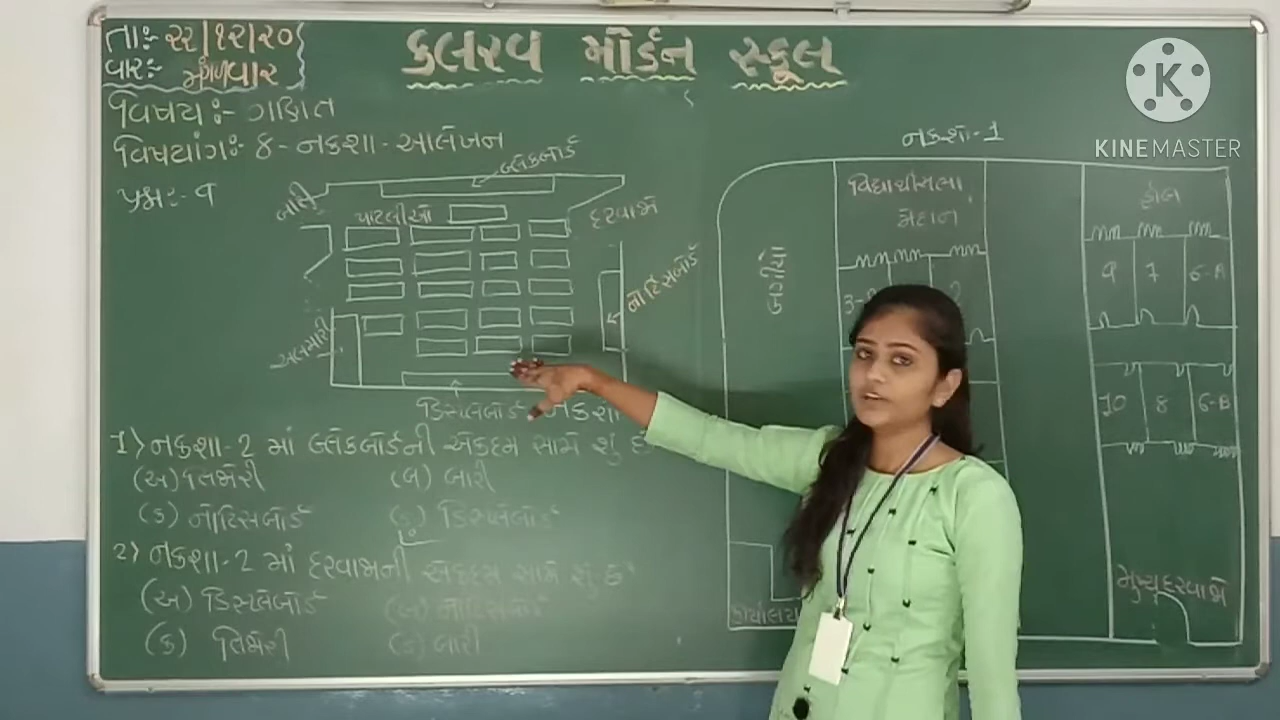 તા:- ૨૨/૧૨/૨૦
વાર:- મંગળવાર
કલરવ મોર્ડન સ્કૂલ
વિષય:- ગણિત
વિષયાંગ:- ૪- નકશા- આલેખન
પ્રશ્ન:- ૧
બ્લેકબોર્ડ
બારી
પાટલીઓ
દરવાજો
નોટિસબોર્ડ
અલમારી
ડિસ્પ્લેબોર્ડ
નકશા
1) નકશા-2 માં બ્લેકબોર્ડની એકદમ સામે શું છે
(અ) તિજોરી
(બ) બારી
(ક) નોટિસબોર્ડ
(ડ) ડિસ્પ્લેબોર્ડ
2) નકશા-2 માં દરવાજાની એકદમ સામે શું છે
(અ) ડિસ્પ્લેબોર્ડ
(બ) નોટિસબોર્ડ
(ક) તિજોરી
(ડ) બારી
નકશો-1
બગીચો
મેદાન
હોલ
9 7 6-A
10 8 6-B
કાર્યાલય
મુખ્ય દરવાજો
KINEMASTER